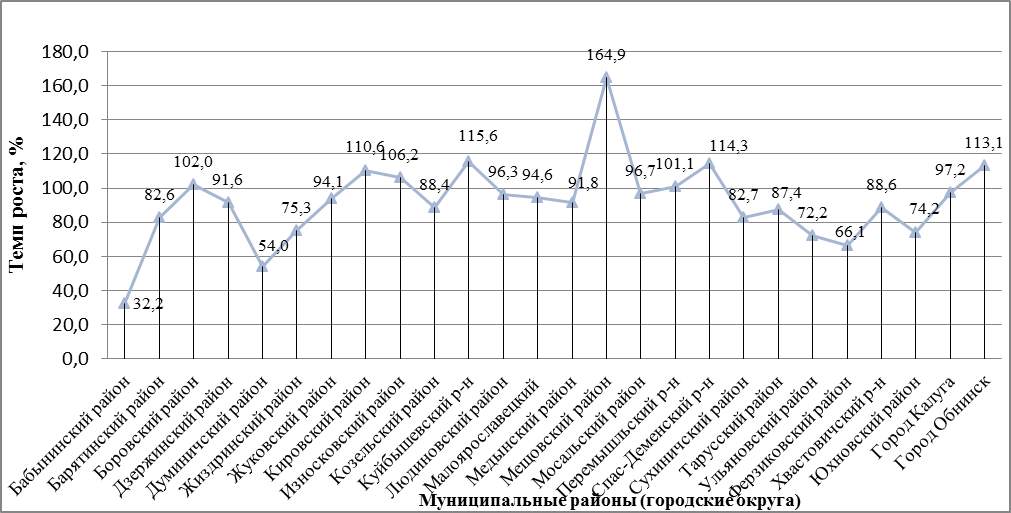 Темп роста, %
180,0
160,0
140,0
120,0
100,0
80,0
60,0
40,0
20,0
0,0
32,2
82,6
102,0
91,6
54,0
75,3
94,1
110,6
106,2
88,4
115,6
96,3
94,6
91,8
164,9
96,7
101,1
114,3
82,7
87,4
72,2
66,1
88,6
74,2
97,2
113,1
Бабынинский район
Барятинский район
Боровский район
Дзержинский район
Думиничский район
Жиздринский район
Жуковский район
Кировский район
Износковский район
Козельский район
Куйбышевский р-н
Людиновский район
Малоярославецкий
Медынский район
Мещовский район
Мосальский район
Перемышльский р-н
Спас-Деменский р-н
Сухиничский район
Тарусский район
Ульяновский район
Ферзиковский район
Хвастовичский р-н
Юхновский район
Город Калуга
Город Обнинск
Муниципальные районы (городские округа)